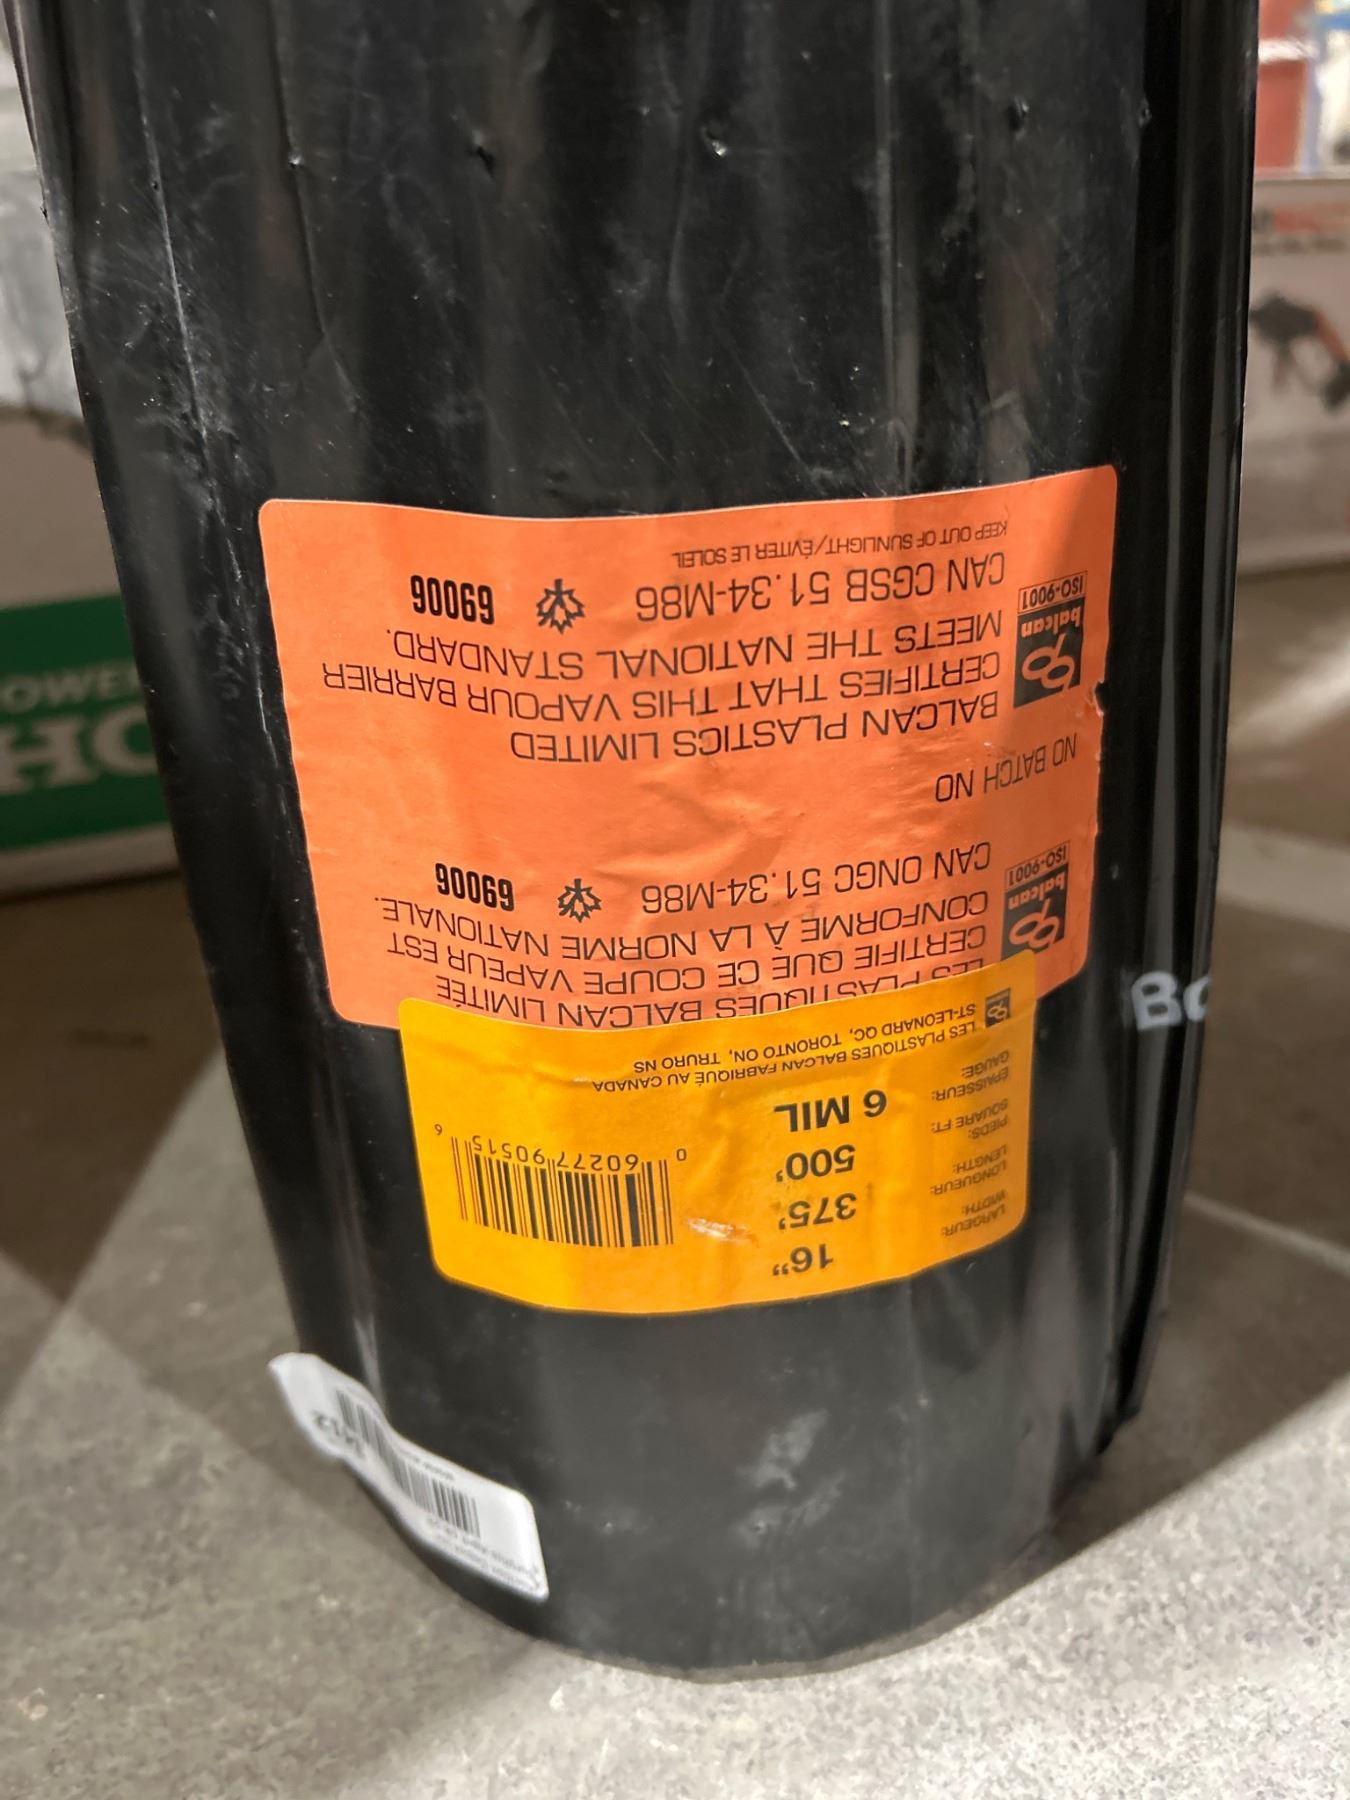 LARGEUR:
WIDTH: 16"
LONGUEUR:
LENGTH: 375'
PIEDS:
SQUARE FT: 500'
ÉPAISSEUR:
GAUGE: 6 MIL
0 60277 90515 6
LES PLASTIQUES BALCAN FABRIQUÉ AU CANADA
ST-LEONARD QC, TORONTO ON, TRURO NS
LES PLASTIQUES BALCAN LIMITÉE
CERTIFIE QUÈ CE COUPE VAPEUR EST
CONFORME À LA NORME NATIONALE.
CAN ONGC 51.34-M86 69006
balcan
ISO-9001
NO BATCH NO
BALCAN PLASTICS LIMITED
CERTIFIES THAT THIS VAPOUR BARRIER
MEETS THE NATIONAL STANDARD.
CAN CGSB 51.34-M86 69006
KEEP OUT OF SUNLIGHT/ÉVITER LE SOLEIL
balcan
ISO-9001